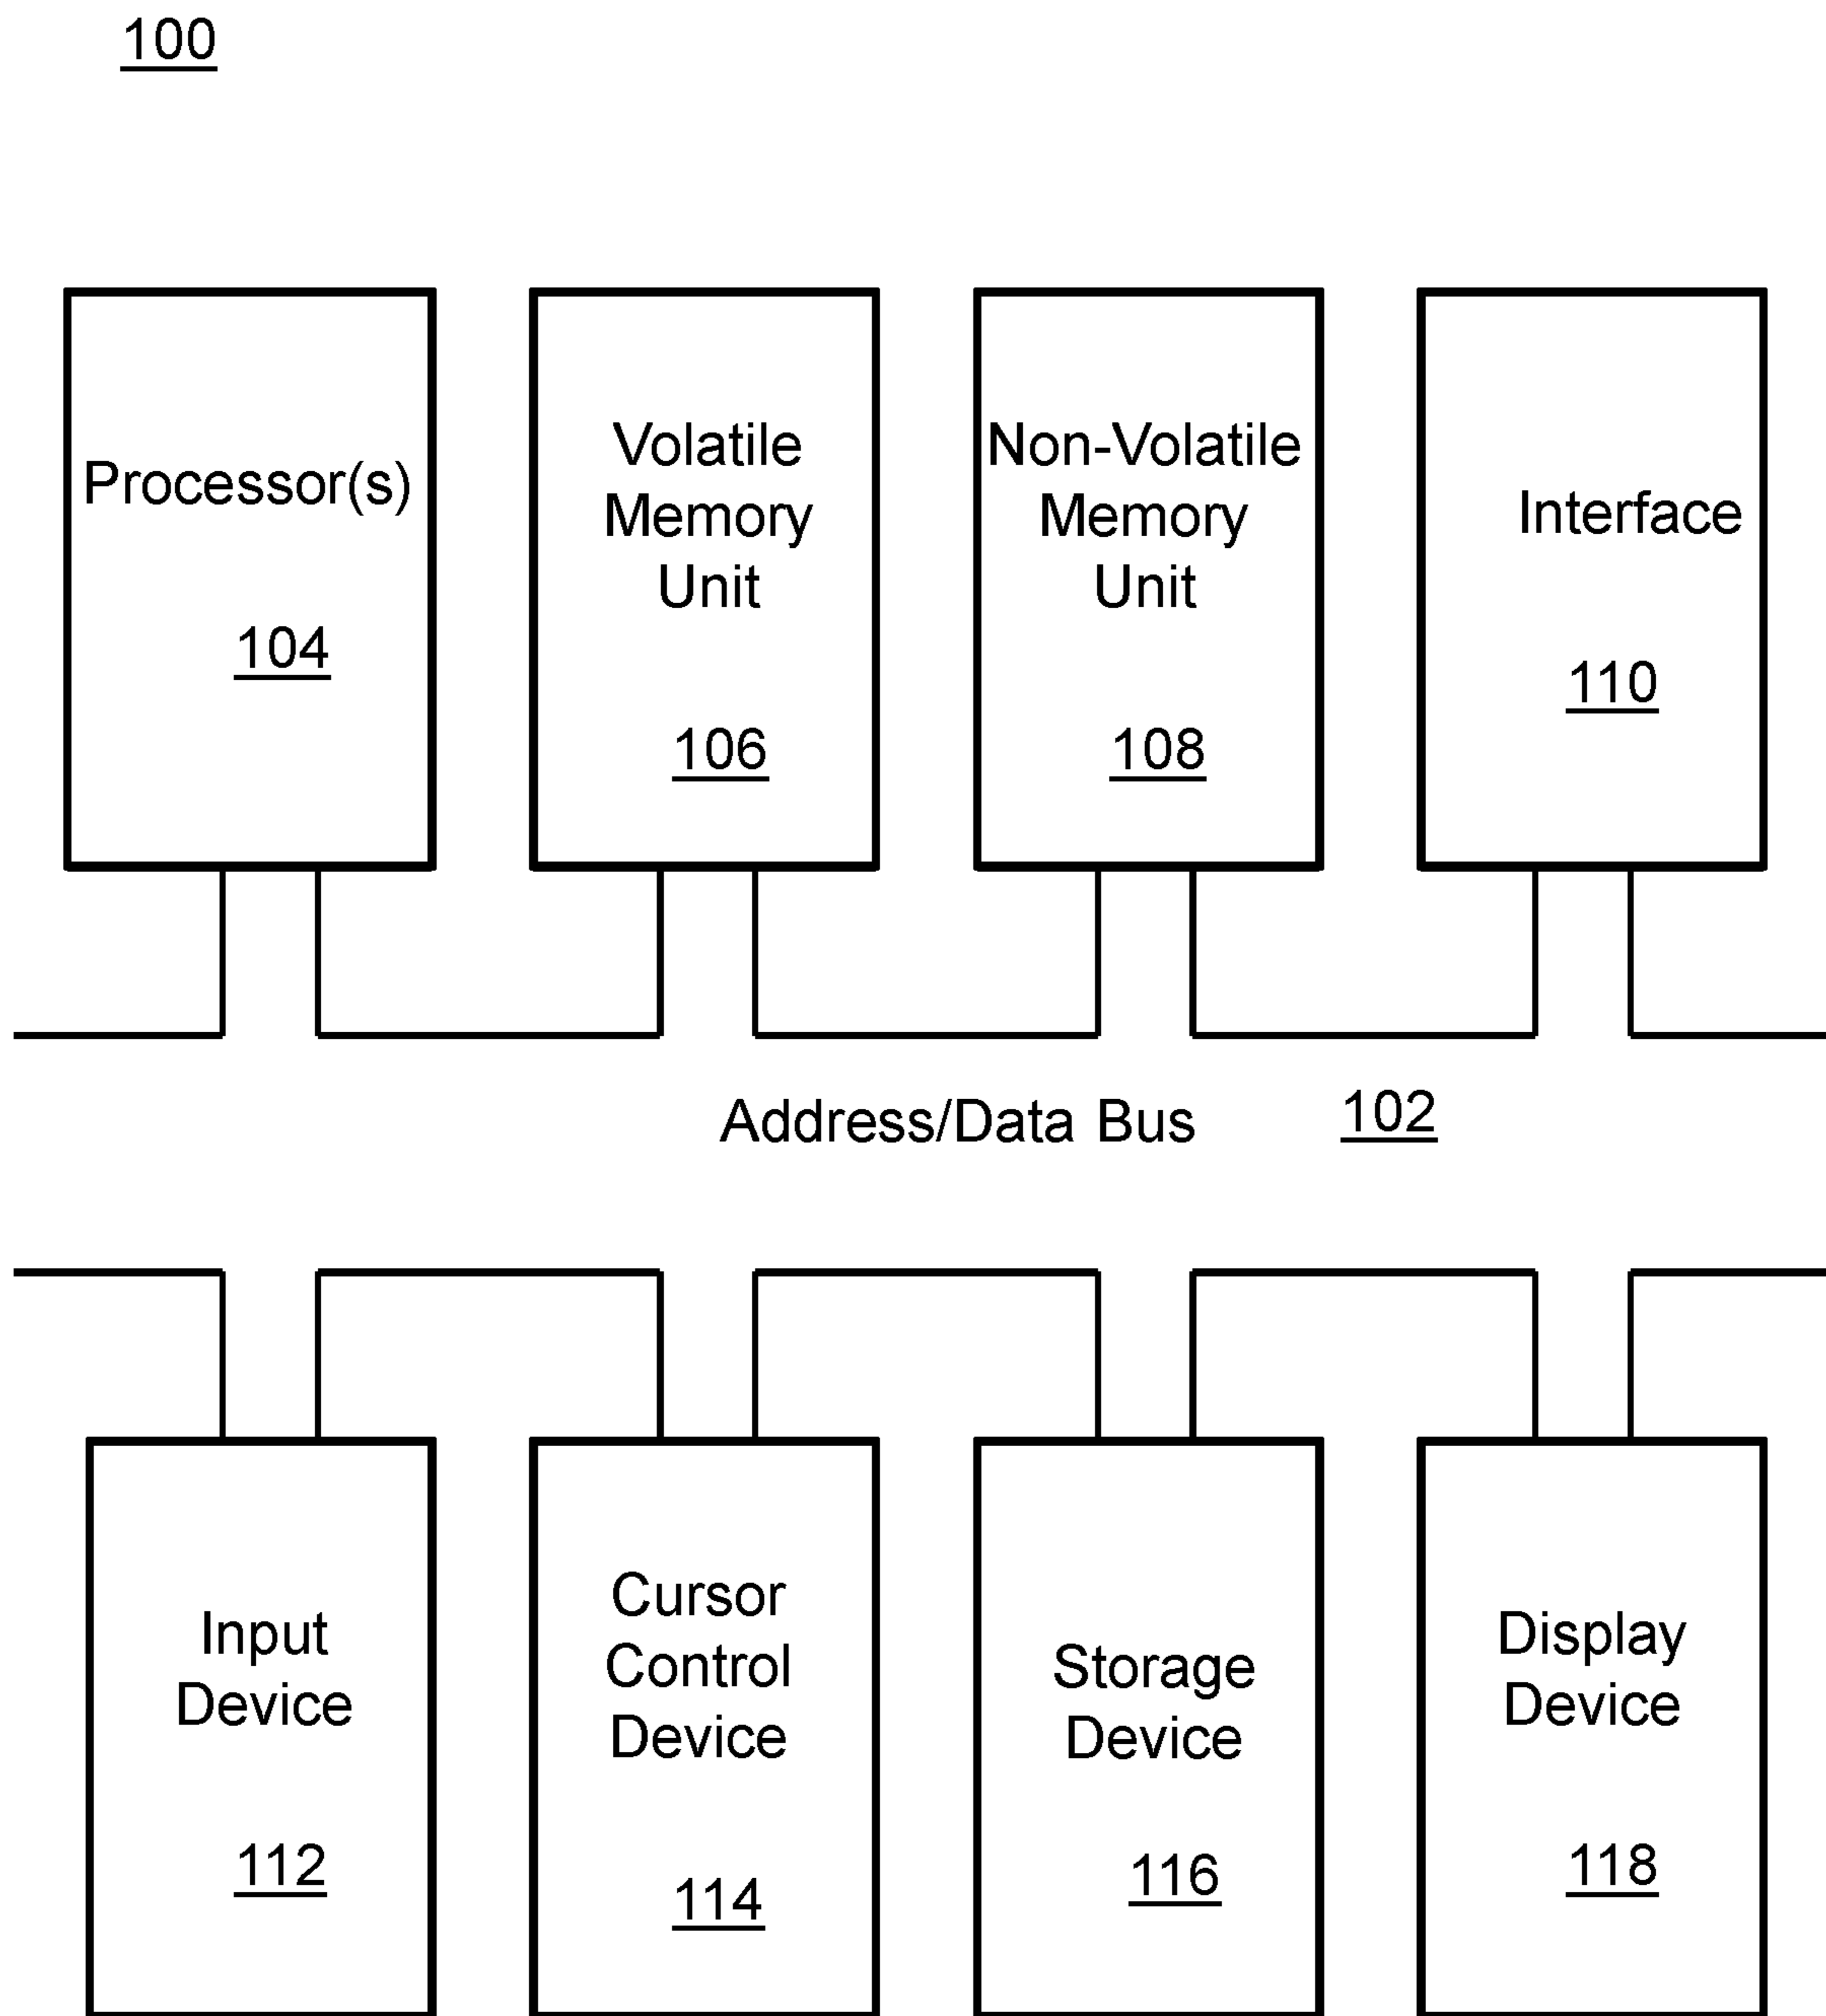 100
Processor(s)
104
Volatile
Memory
Unit
106
Non-Volatile
Memory
Unit
108
Interface
110
Address/Data Bus 102
Input
Device
112
Cursor
Control
Device
114
Storage
Device
116
Display
Device
118